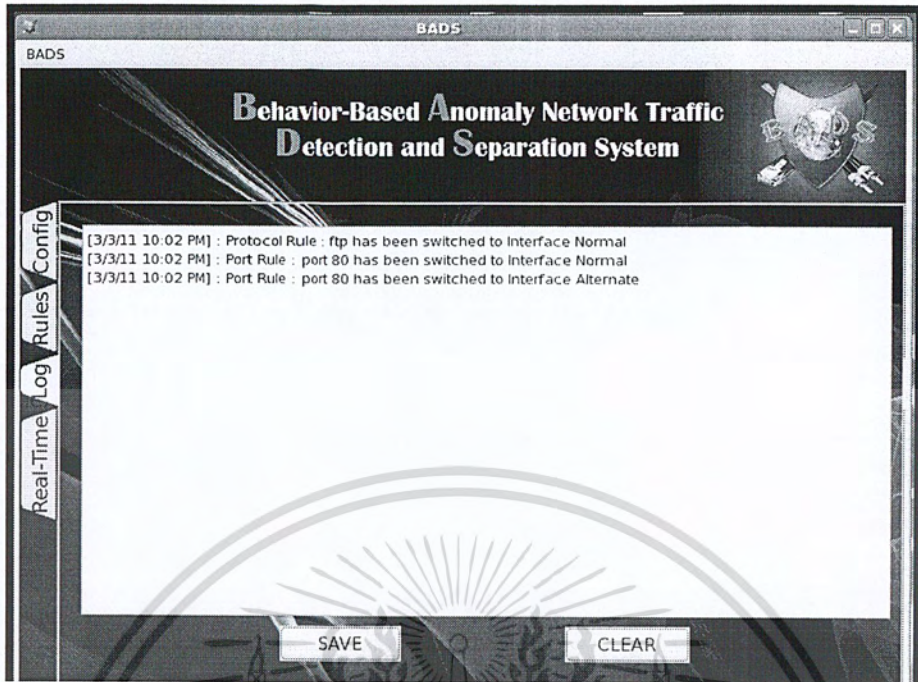 BADS
BADS
Behavior-Based Anomaly Network Traffic
Detection and Separation System
B DS
Config
Rules
Log
Real-Time
[3/3/11 10:02 PM] : Protocol Rule : ftp has been switched to Interface Normal
[3/3/11 10:02 PM] : Port Rule : port 80 has been switched to Interface Normal
[3/3/11 10:02 PM] : Port Rule : port 80 has been switched to Interface Alternate
SAVE
CLEAR